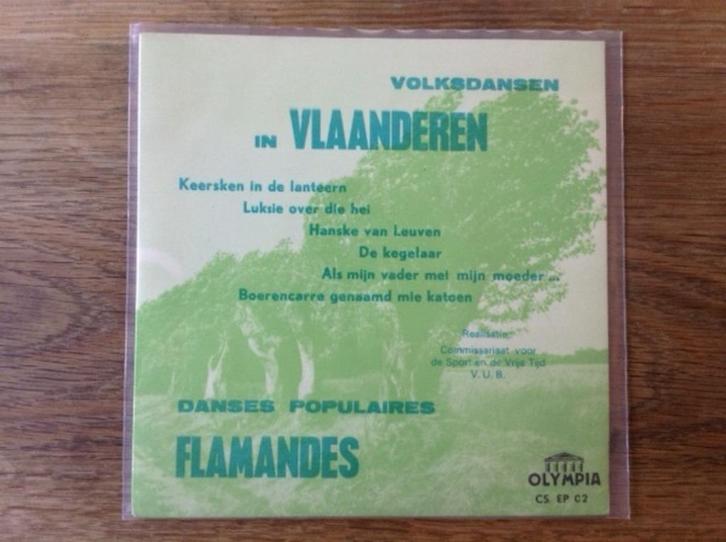 VOLKSDANSEN
IN VLAANDEREN
Keersken in de lanteern
Luksie over die hei
Hanske van Leuven
De kegelaar
Als mijn vader met mijn moeder ...
Boerencarre genaamd mie katoen
Realisatie:
Commissariaat voor
de Sport en de Vrije Tijd
V. U. B.
DANSES POPULAIRES
FLAMANDES
OLYMPIA
CS. EP 02